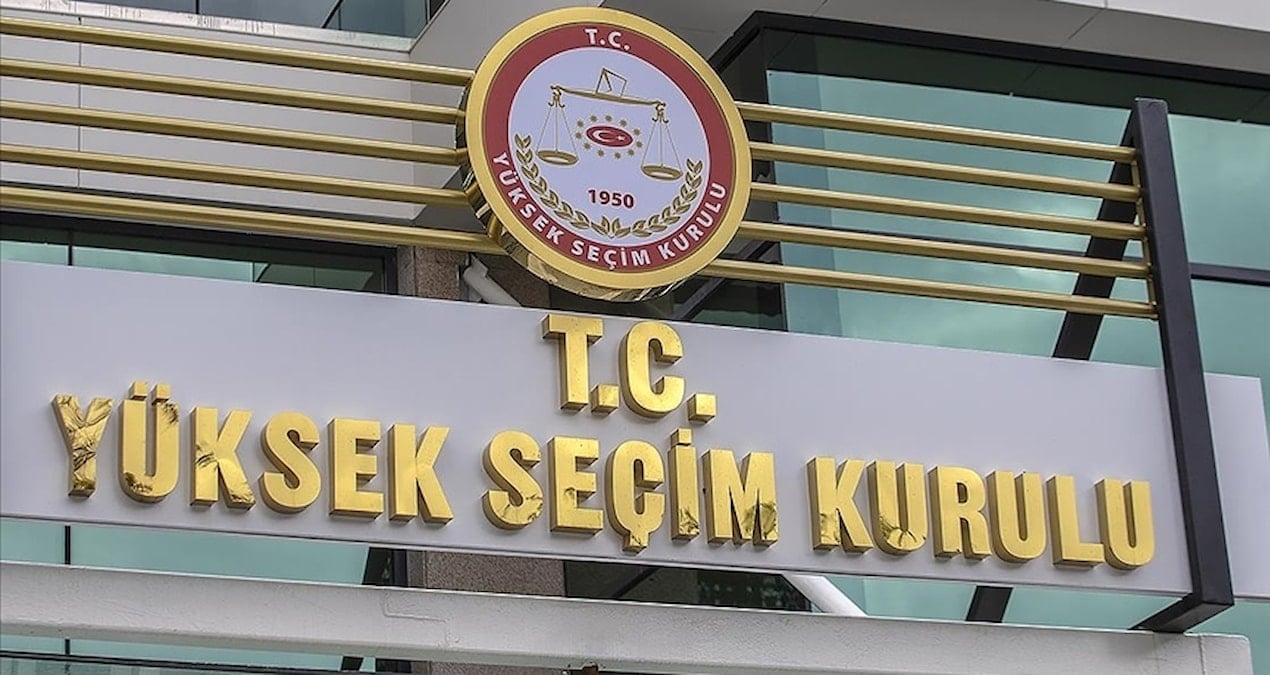 T.C.
1950
YÜKSEK SEÇİM KURULU
T.C.
YÜKSEK SEÇİM KURULU